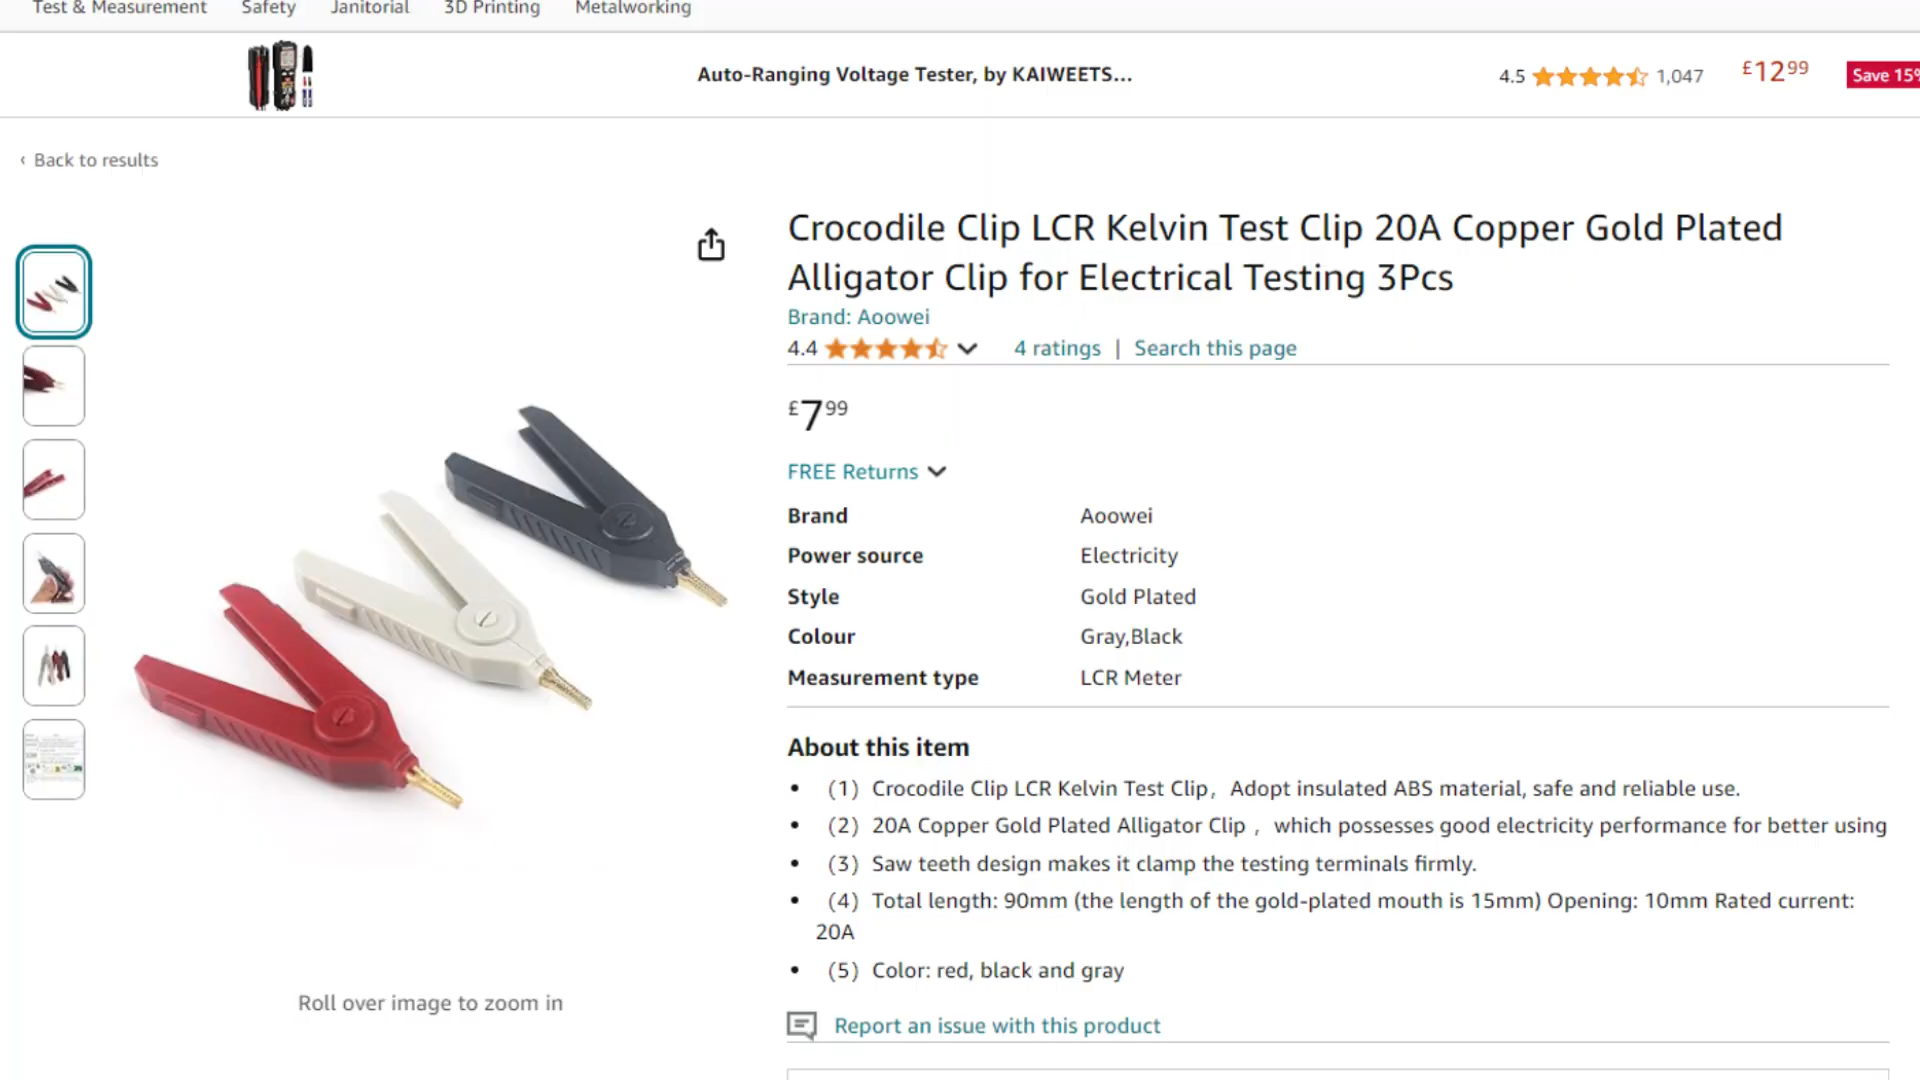 Test & Measurement Safety Janitorial 3D Printing Metalworking
Auto-Ranging Voltage Tester, by KAIWEETS... 4.5 1,047 £12⁹⁹ Save 15%
‹ Back to results
Crocodile Clip LCR Kelvin Test Clip 20A Copper Gold Plated
Alligator Clip for Electrical Testing 3Pcs
Brand: Aoowei
4.4 4 ratings | Search this page
£7⁹⁹
FREE Returns
Brand Aoowei
Power source Electricity
Style Gold Plated
Colour Gray,Black
Measurement type LCR Meter
About this item
• (1) Crocodile Clip LCR Kelvin Test Clip, Adopt insulated ABS material, safe and reliable use.
• (2) 20A Copper Gold Plated Alligator Clip , which possesses good electricity performance for better using
• (3) Saw teeth design makes it clamp the testing terminals firmly.
• (4) Total length: 90mm (the length of the gold-plated mouth is 15mm) Opening: 10mm Rated current:
20A
• (5) Color: red, black and gray
Roll over image to zoom in
Report an issue with this product